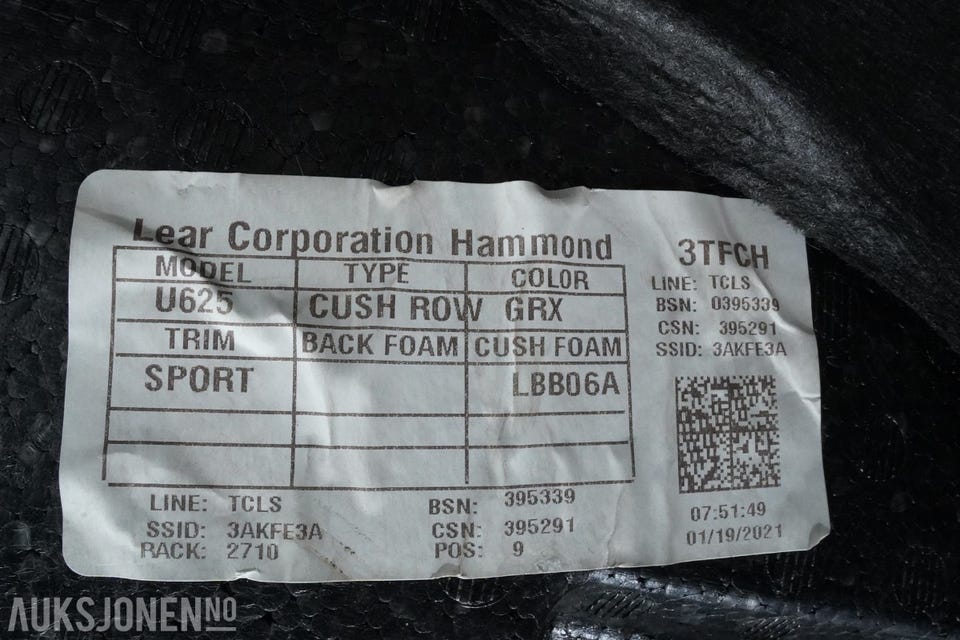 Lear Corporation Hammond
MODEL TYPE COLOR
U625 CUSH ROW GRX
TRIM BACK FOAM CUSH FOAM
SPORT LBB06A
LINE: TCLS BSN: 395339
SSID: 3AKFE3A CSN: 395291
RACK: 2710 POS: 9
3TFCH
LINE: TCLS
BSN: 0395339
CSN: 395291
SSID: 3AKFE3A
07:51:49
01/19/2021
AUKSJONEN.NO